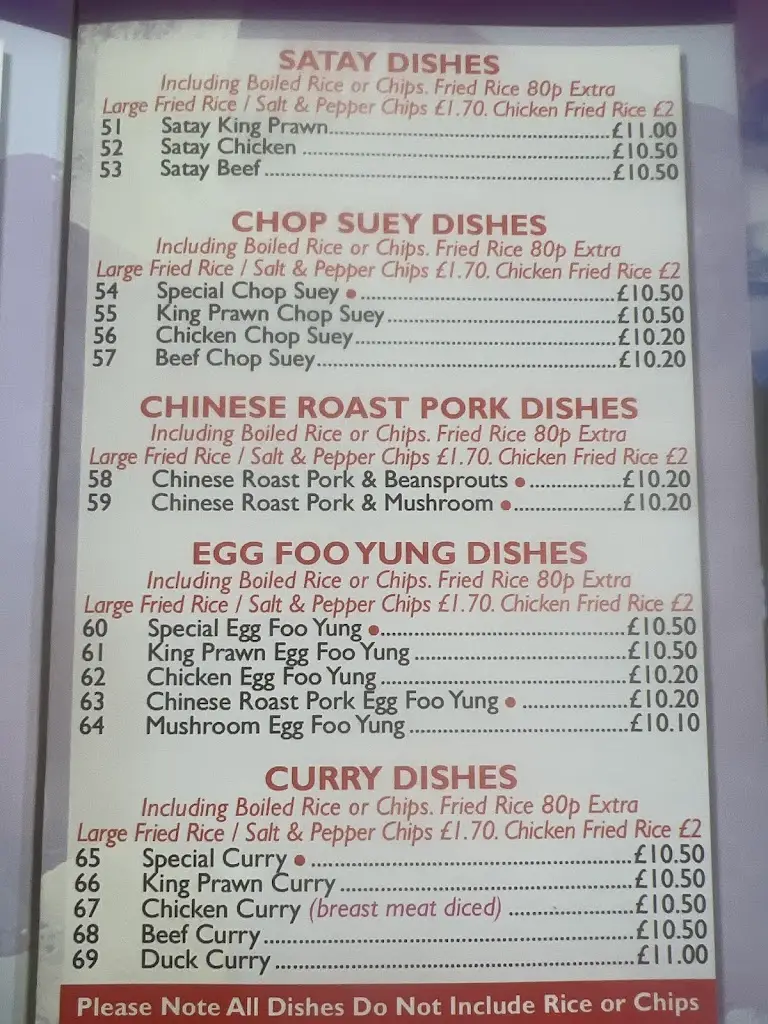 SATAY DISHES
Including Boiled Rice or Chips. Fried Rice 80p Extra
Large Fried Rice / Salt & Pepper Chips £1.70. Chicken Fried Rice £2
51 Satay King Prawn £11.00
52 Satay Chicken £10.50
53 Satay Beef £10.50
CHOP SUEY DISHES
Including Boiled Rice or Chips. Fried Rice 80p Extra
Large Fried Rice / Salt & Pepper Chips £1.70. Chicken Fried Rice £2
54 Special Chop Suey • £10.50
55 King Prawn Chop Suey £10.50
56 Chicken Chop Suey £10.20
57 Beef Chop Suey £10.20
CHINESE ROAST PORK DISHES
Including Boiled Rice or Chips. Fried Rice 80p Extra
Large Fried Rice / Salt & Pepper Chips £1.70. Chicken Fried Rice £2
58 Chinese Roast Pork & Beansprouts • £10.20
59 Chinese Roast Pork & Mushroom • £10.20
EGG FOO YUNG DISHES
Including Boiled Rice or Chips. Fried Rice 80p Extra
Large Fried Rice / Salt & Pepper Chips £1.70. Chicken Fried Rice £2
60 Special Egg Foo Yung • £10.50
61 King Prawn Egg Foo Yung £10.50
62 Chicken Egg Foo Yung £10.20
63 Chinese Roast Pork Egg Foo Yung • £10.20
64 Mushroom Egg Foo Yung £10.10
CURRY DISHES
Including Boiled Rice or Chips. Fried Rice 80p Extra
Large Fried Rice / Salt & Pepper Chips £1.70. Chicken Fried Rice £2
65 Special Curry • £10.50
66 King Prawn Curry £10.50
67 Chicken Curry (breast meat diced) £10.50
68 Beef Curry £10.50
69 Duck Curry £11.00
Please Note All Dishes Do Not Include Rice or Chips